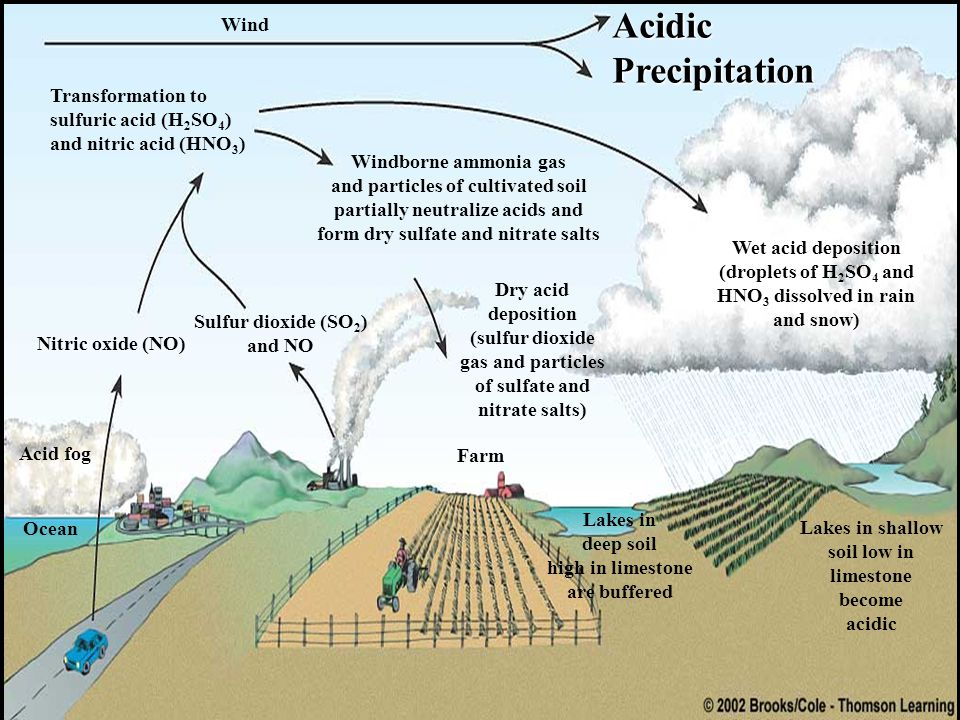 Wind
Acidic
Precipitation
Transformation to
sulfuric acid (H₂SO₄)
and nitric acid (HNO₃)
Windborne ammonia gas
and particles of cultivated soil
partially neutralize acids and
form dry sulfate and nitrate salts
Wet acid deposition
(droplets of H₂SO₄ and
HNO₃ dissolved in rain
and snow)
Dry acid
deposition
(sulfur dioxide
gas and particles
of sulfate and
nitrate salts)
Sulfur dioxide (SO₂)
and NO
Nitric oxide (NO)
Acid fog
Farm
Ocean
Lakes in
deep soil
high in limestone
are buffered
Lakes in shallow
soil low in
limestone
become
acidic
© 2002 Brooks/Cole - Thomson Learning